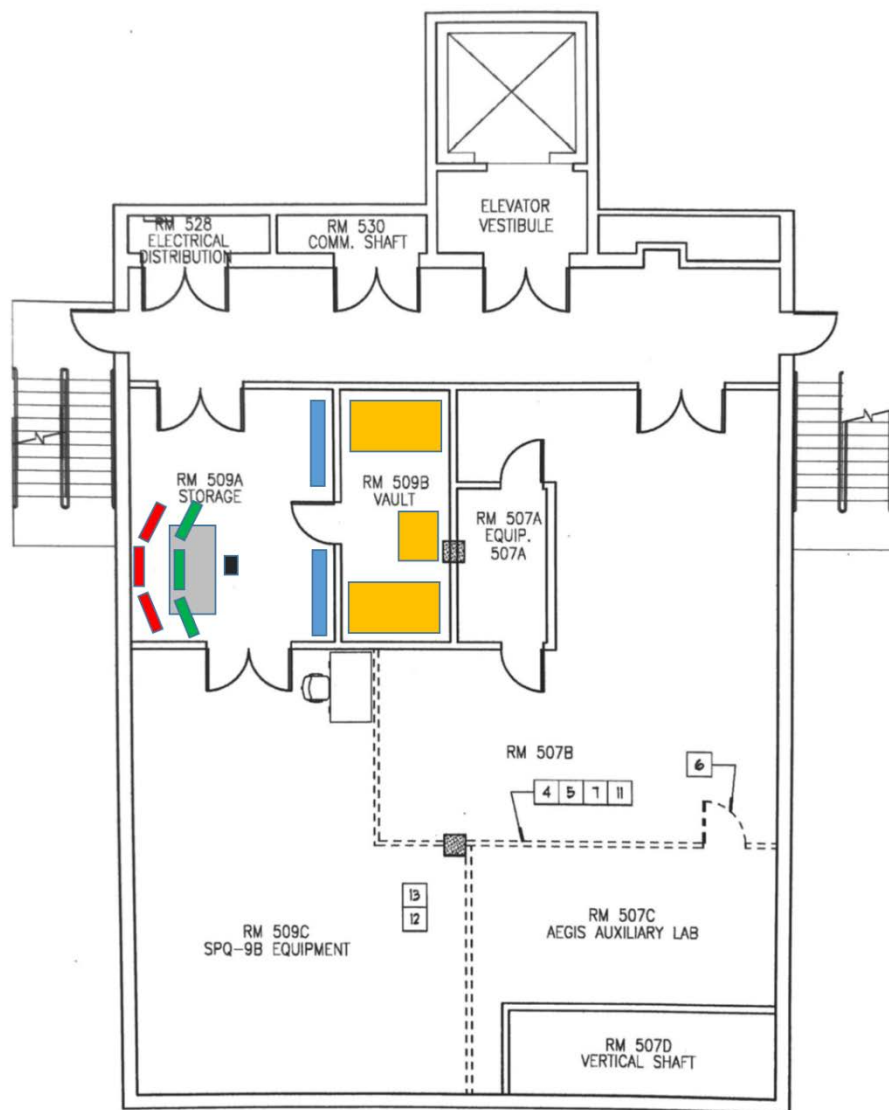 ELEVATOR
VESTIBULE
RM 528
ELECTRICAL
DISTRIBUTION
RM 530
COMM. SHAFT
RM 509A
STORAGE
RM 509B
VAULT
RM 507A
EQUIP.
507A
RM 507B
4 5 7 11
6
13
12
RM 509C
SPQ-9B EQUIPMENT
RM 507C
AEGIS AUXILIARY LAB
RM 507D
VERTICAL SHAFT